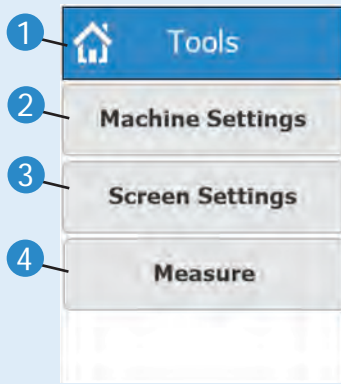 1 Tools
2 Machine Settings
3 Screen Settings
4 Measure